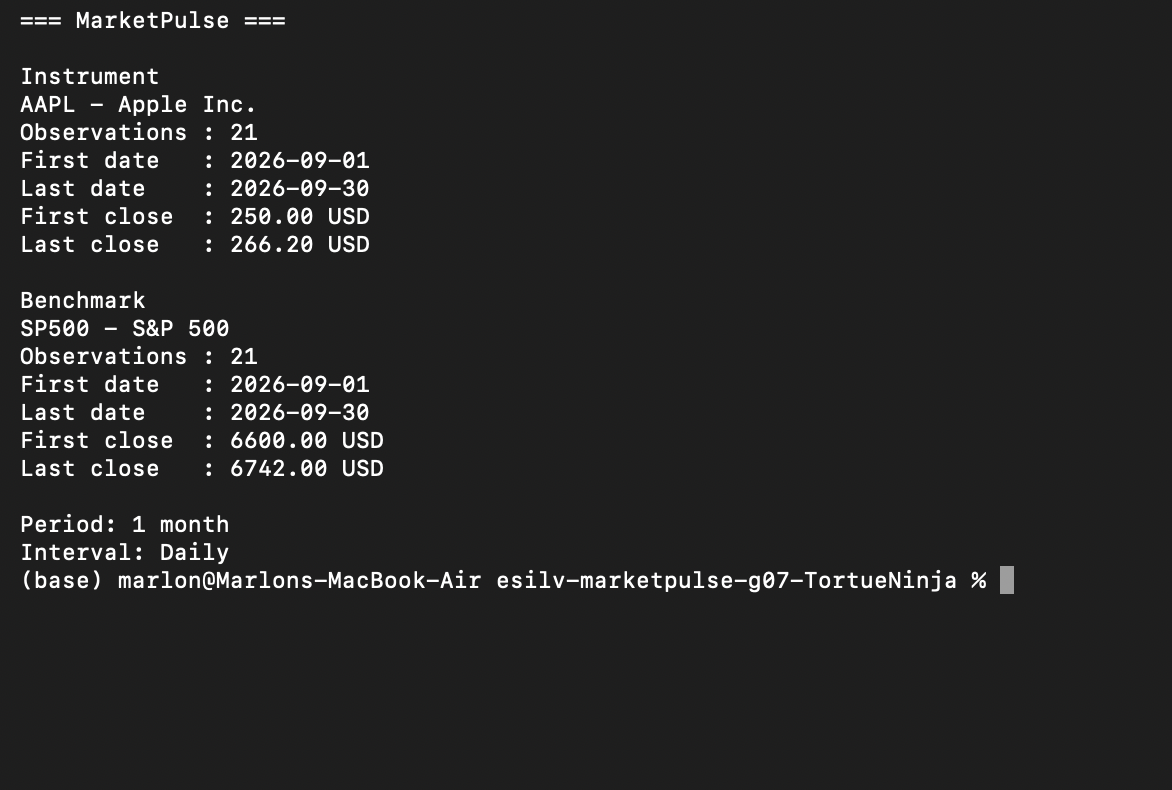 === MarketPulse ===
Instrument
AAPL - Apple Inc.
Observations : 21
First date   : 2026-09-01
Last date    : 2026-09-30
First close  : 250.00 USD
Last close   : 266.20 USD
Benchmark
SP500 - S&P 500
Observations : 21
First date   : 2026-09-01
Last date    : 2026-09-30
First close  : 6600.00 USD
Last close   : 6742.00 USD
Period: 1 month
Interval: Daily
(base) marlon@Marlons-MacBook-Air esilv-marketpulse-g07-TortueNinja %